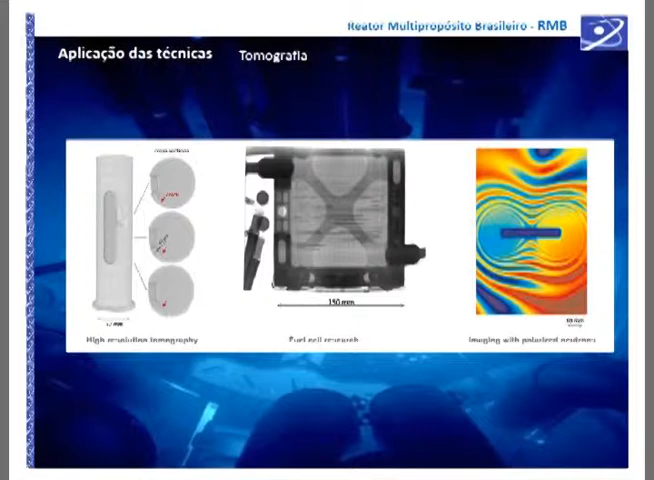 Reator Multipropósito Brasileiro - RMB
Aplicação das técnicas
Tomografia
150 mm
High resolution tomography
Fuel cell research
Imaging with polarized neutrons